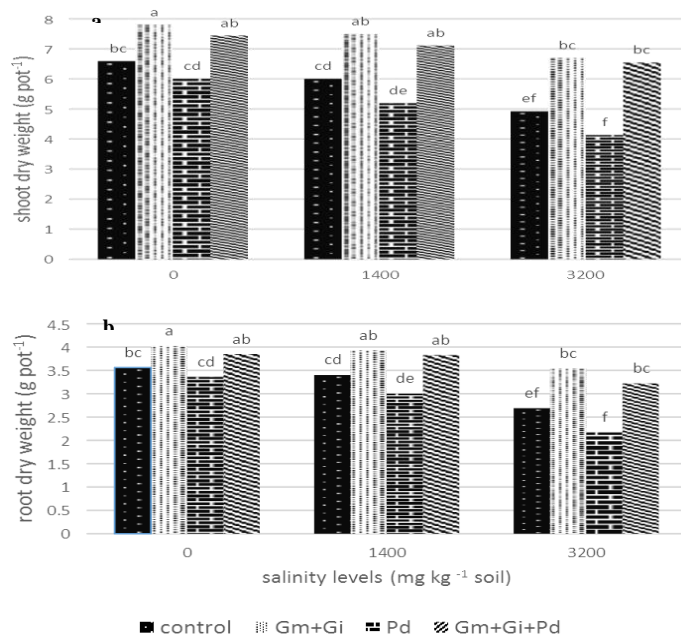 a
shoot dry weight (g pot-1)
8
7
6
5
4
3
2
1
0
bc a cd ab
cd ab de ab
ef bc f bc
0 1400 3200
b
root dry weight (g pot-1)
4.5
4
3.5
3
2.5
2
1.5
1
0.5
0
bc a cd ab
cd ab de ab
ef bc f bc
0 1400 3200
salinity levels (mg kg -1 soil)
control Gm+Gi Pd Gm+Gi+Pd